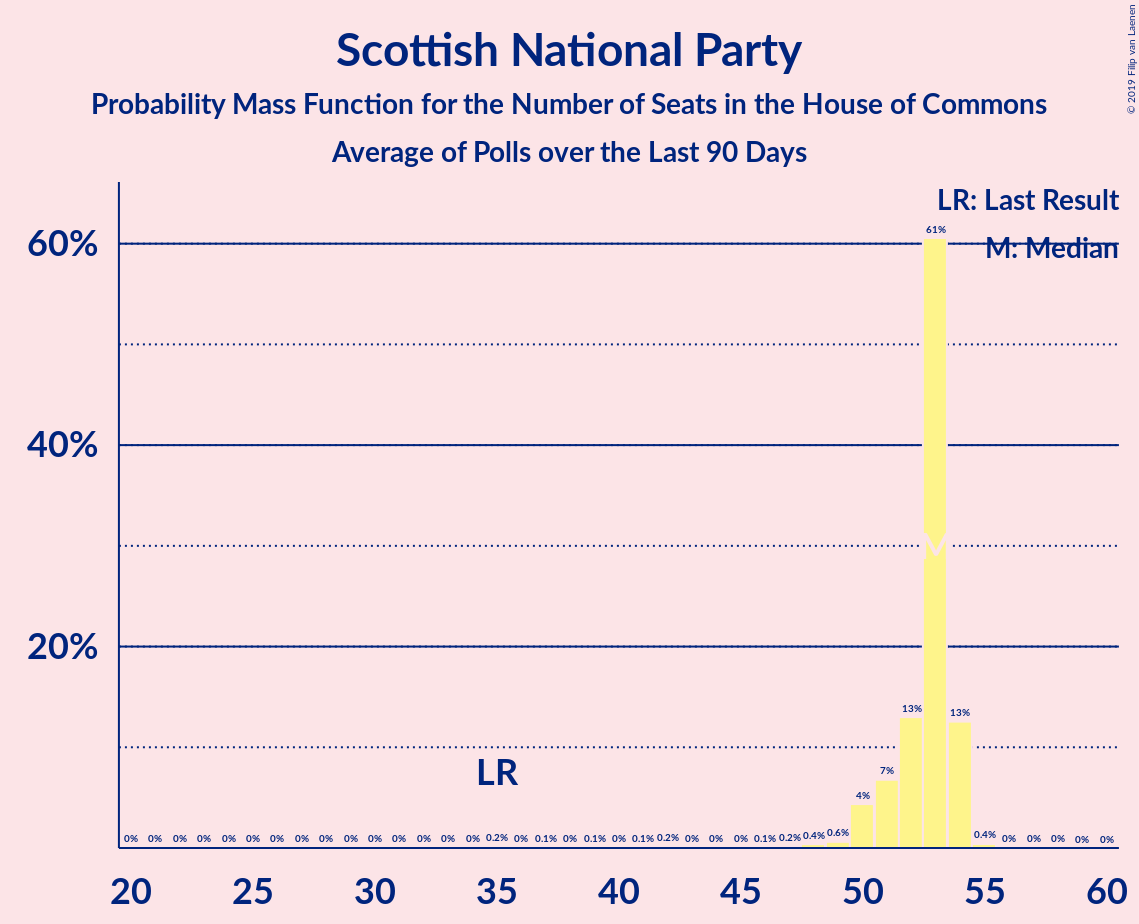 Scottish National Party
Probability Mass Function for the Number of Seats in the House of Commons
Average of Polls over the Last 90 Days
© 2019 Filip van Laenen
LR: Last Result
M: Median
61%
60%
40%
20%
13% 13%
7%
4%
LR
0% 0% 0% 0% 0% 0% 0% 0% 0% 0% 0% 0% 0% 0% 0% 0.2% 0% 0.1% 0% 0.1% 0% 0.1% 0.2% 0% 0% 0% 0.1% 0.2% 0.4% 0.6% 0.4% 0% 0% 0% 0% 0%
20 25 30 35 40 45 50 55 60